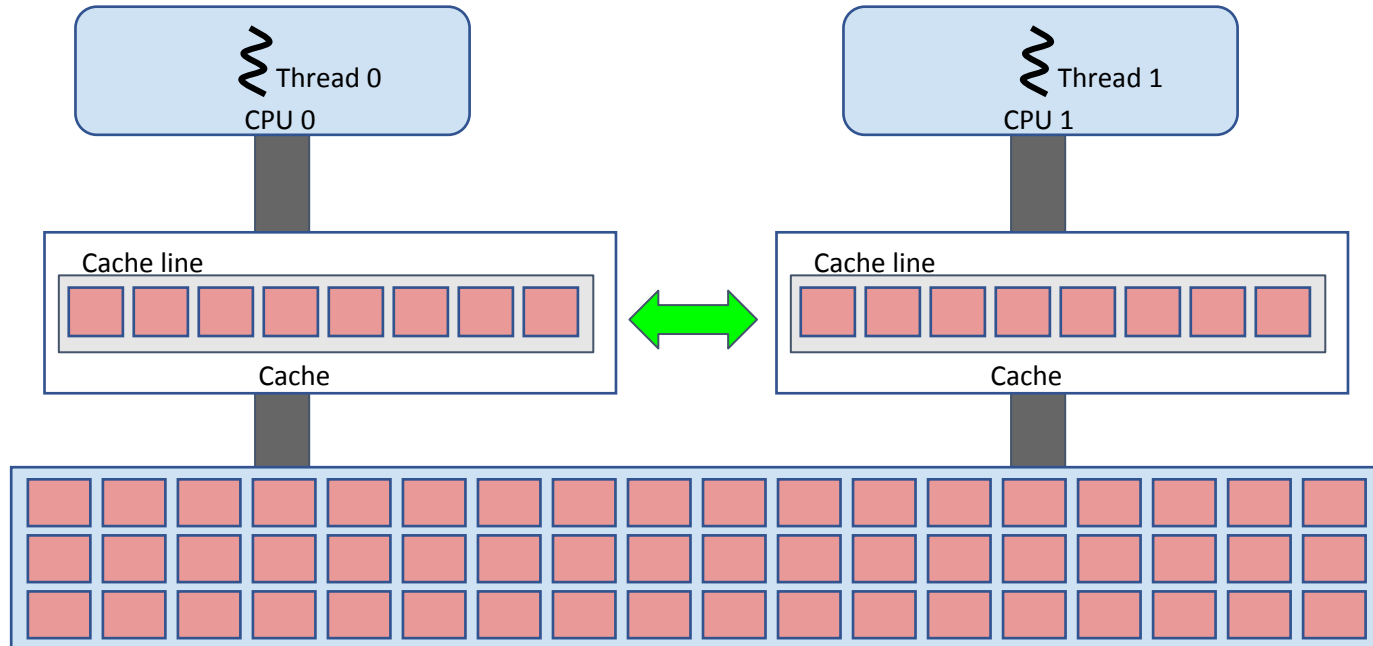 Thread 0
CPU 0
Thread 1
CPU 1
Cache line
Cache
Cache line
Cache